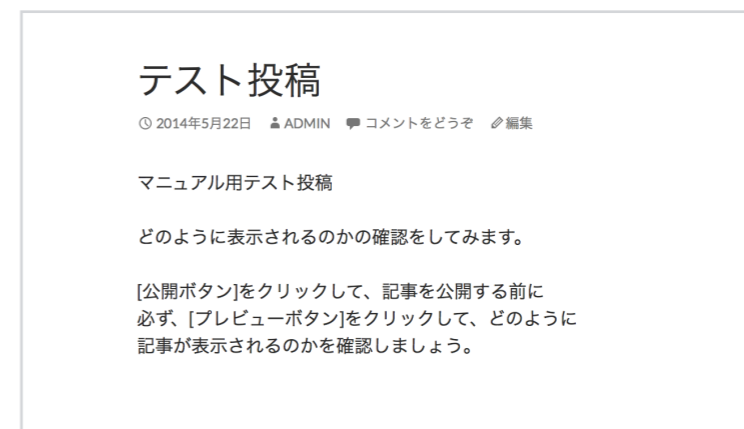 テスト投稿
2014年5月22日 ADMIN コメントをどうぞ 編集
マニュアル用テスト投稿
どのように表示されるのかの確認をしてみます。
[公開ボタン]をクリックして、記事を公開する前に
必ず、[プレビューボタン]をクリックして、どのように
記事が表示されるのかを確認しましょう。